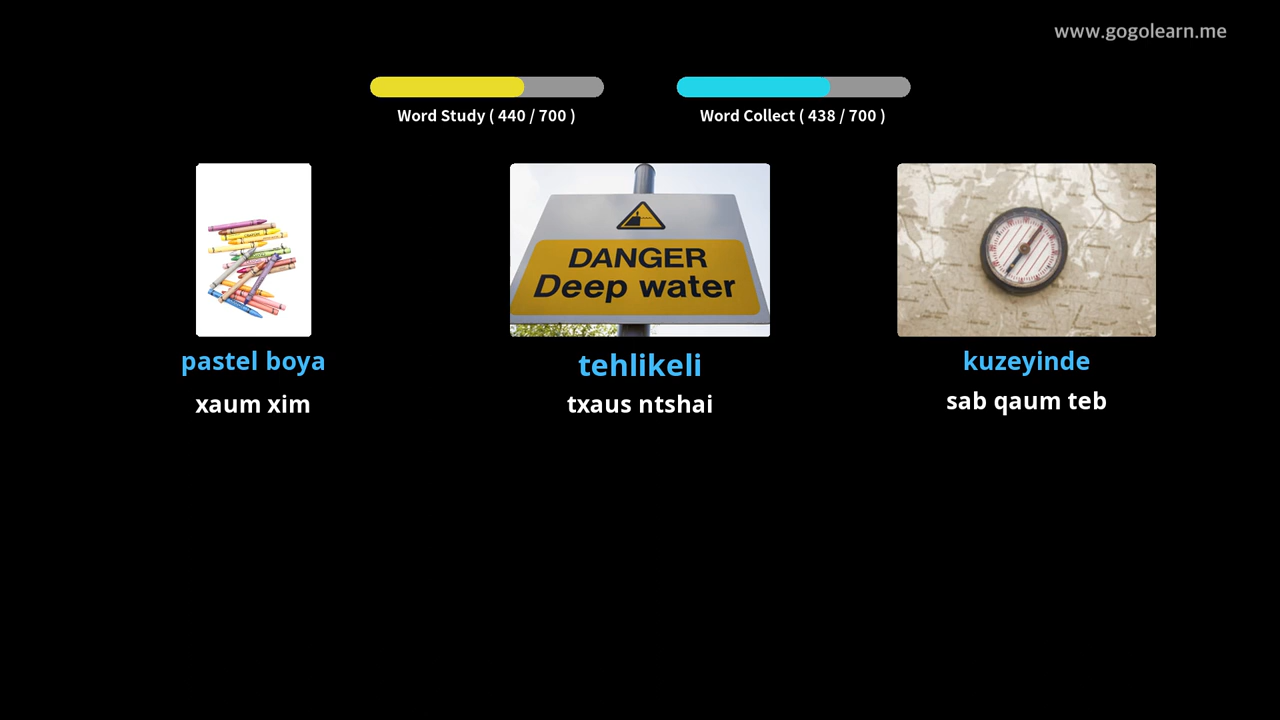 www.gogolearn.me
Word Study ( 440 / 700 )
Word Collect ( 438 / 700 )
DANGER
Deep water
pastel boya
tehlikeli
kuzeyinde
xaum xim
txaus ntshai
sab qaum teb